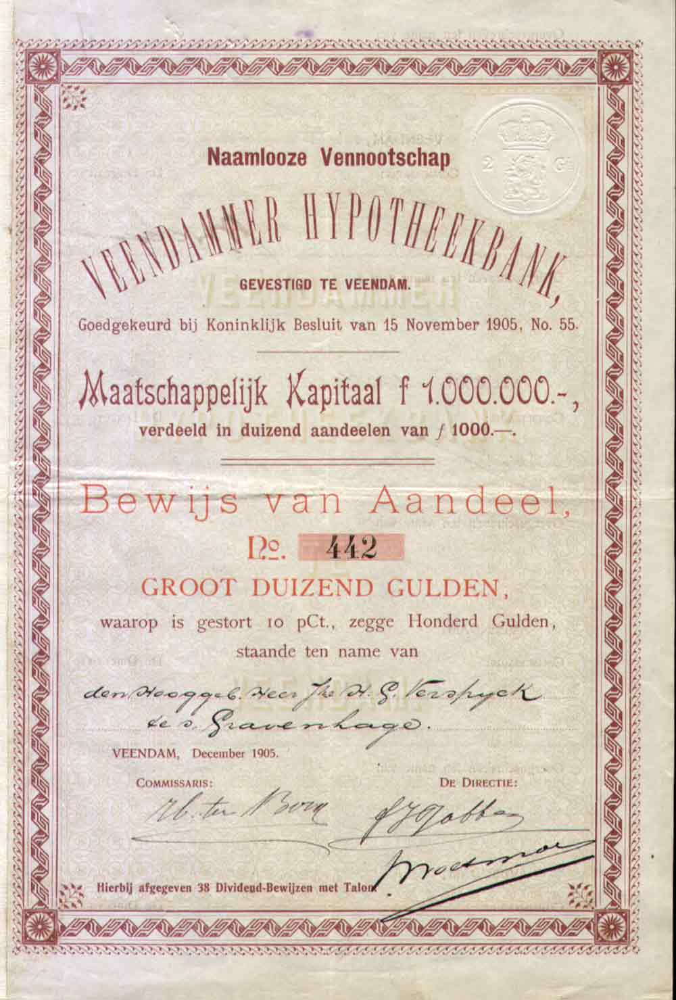 2 Gn
Naamlooze Vennootschap
VEENDAMMER HYPOTHEEKBANK,
GEVESTIGD TE VEENDAM.
Goedgekeurd bij Koninklijk Besluit van 15 November 1905, No. 55.
Maatschappelijk Kapitaal f 1.000.000.-,
verdeeld in duizend aandeelen van f 1000.—.
Bewijs van Aandeel,
No. 442
GROOT DUIZEND GULDEN,
waarop is gestort 10 pCt., zegge Honderd Gulden,
staande ten name van
den Hooggeb. Heer Jhr H. G. Verspyck
te s. Gravenhage.
VEENDAM, December 1905.
COMMISSARIS: DE DIRECTIE:
Hierbij afgegeven 38 Dividend-Bewijzen met Talon